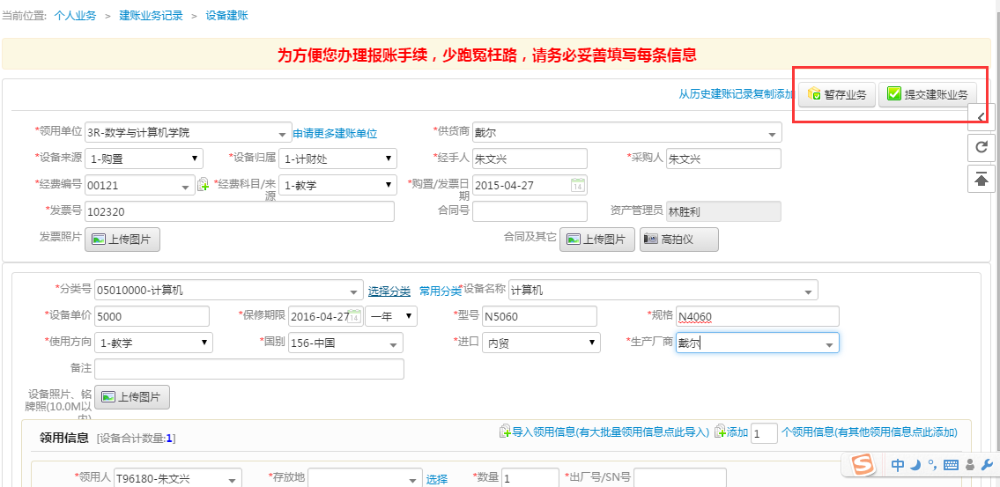 当前位置: 个人业务 > 建账业务记录 > 设备建账
为方便您办理报账手续，少跑冤枉路，请务必妥善填写每条信息
从历史建账记录复制添加 暂存业务 提交建账业务
*领用单位 3R-数学与计算机学院 申请更多建账单位 *供货商 戴尔
*设备来源 1-购置 *设备归属 1-计财处 *经手人 朱文兴 *采购人 朱文兴
*经费编号 00121 *经费科目/来源 1-教学 *购置/发票日期 2015-04-27 14
*发票号 102320 合同号 资产管理员 林胜利
发票照片 上传图片 合同及其它 上传图片 高拍仪
*分类号 05010000-计算机 选择分类 常用分类 *设备名称 计算机
*设备单价 5000 *保修期限 2016-04-27 14 一年 *型号 N5060 *规格 N4060
*使用方向 1-教学 *国别 156-中国 *进口 内贸 *生产厂商 戴尔
备注
设备照片、铭牌照(10.0M以内) 上传图片
领用信息 [设备合计数量:1] 导入领用信息(有大批量领用信息点此导入) 添加 1 个领用信息(有其他领用信息点此添加)
*领用人 T96180-朱文兴 *存放地 选择 *数量 1 *出厂号/SN号
S 中